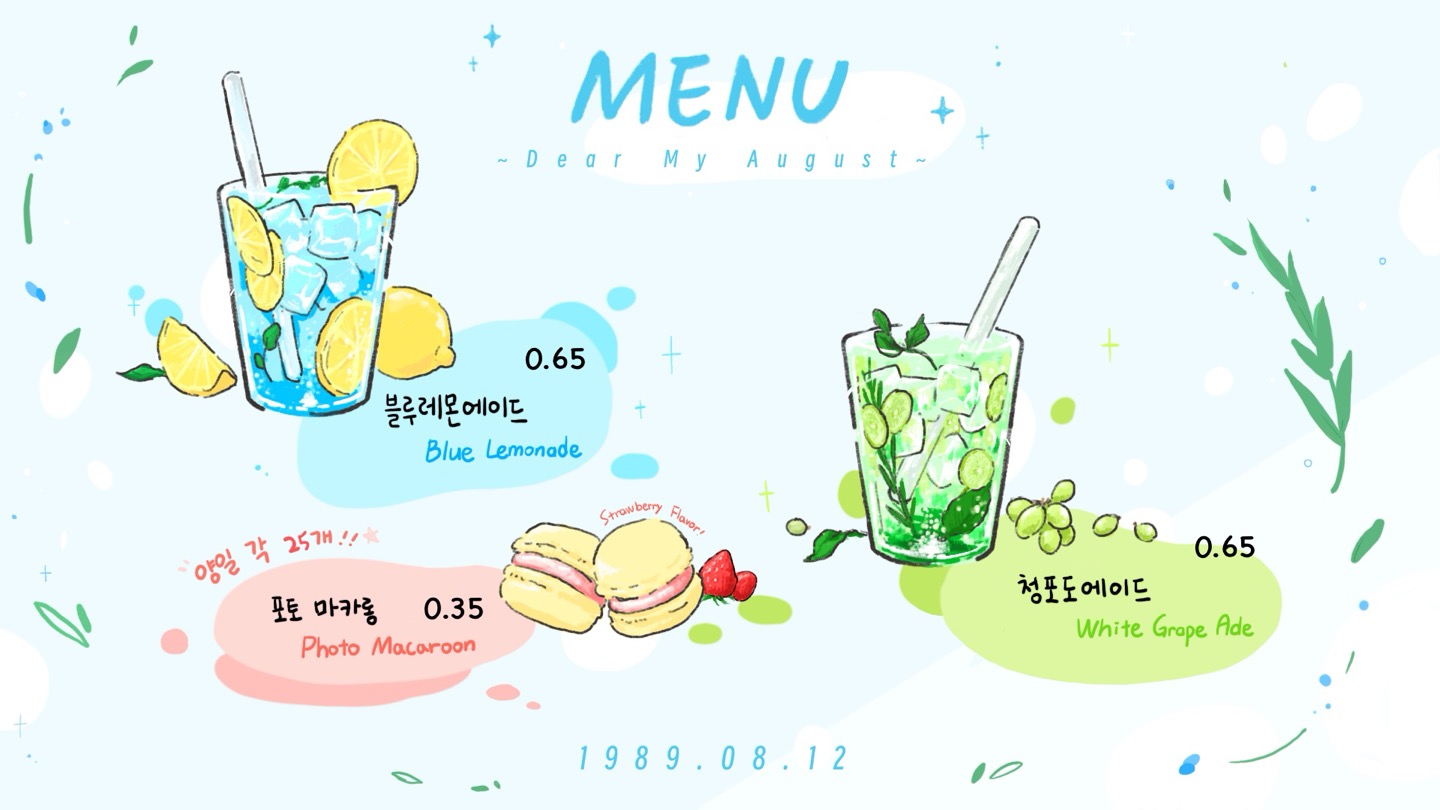 MENU
~Dear My August~
0.65
블루레몬에이드
Blue Lemonade
Strawberry Flavor!
양일 각 25개!!
포토 마카롱 0.35
Photo Macaroon
0.65
청포도에이드
White Grape Ade
1989.08.12